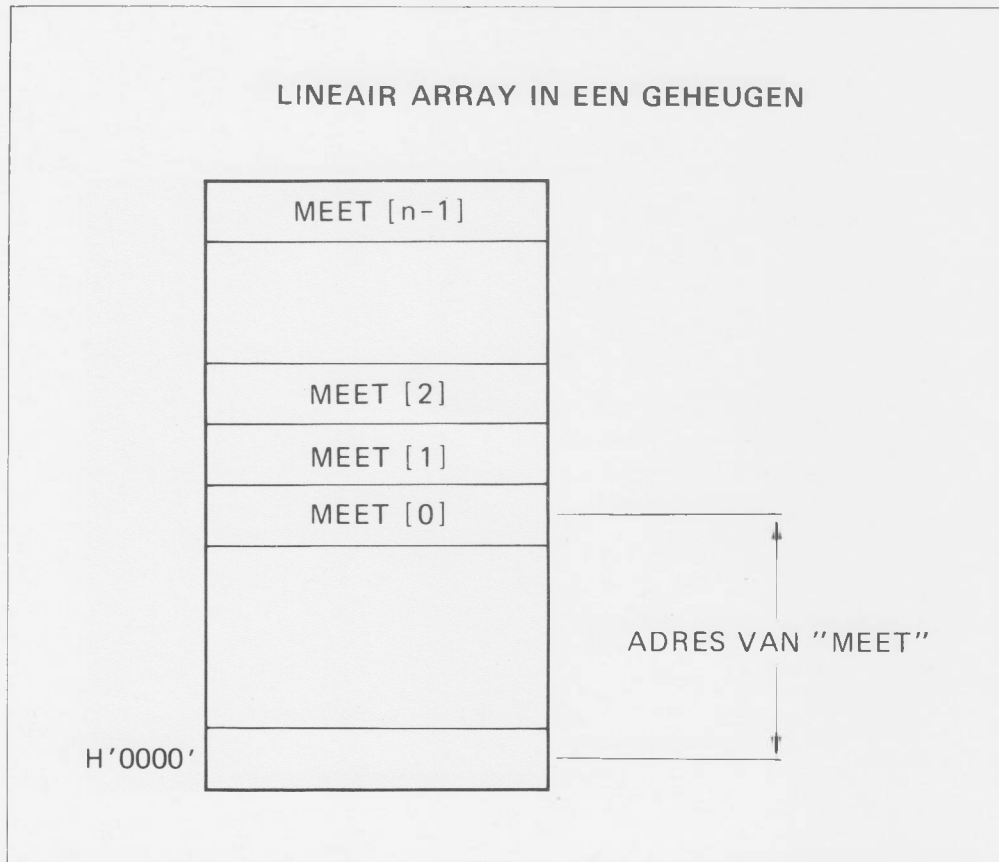 LINEAIR ARRAY IN EEN GEHEUGEN
MEET [n-1]
MEET [2]
MEET [1]
MEET [0]
ADRES VAN "MEET"
H'0000'